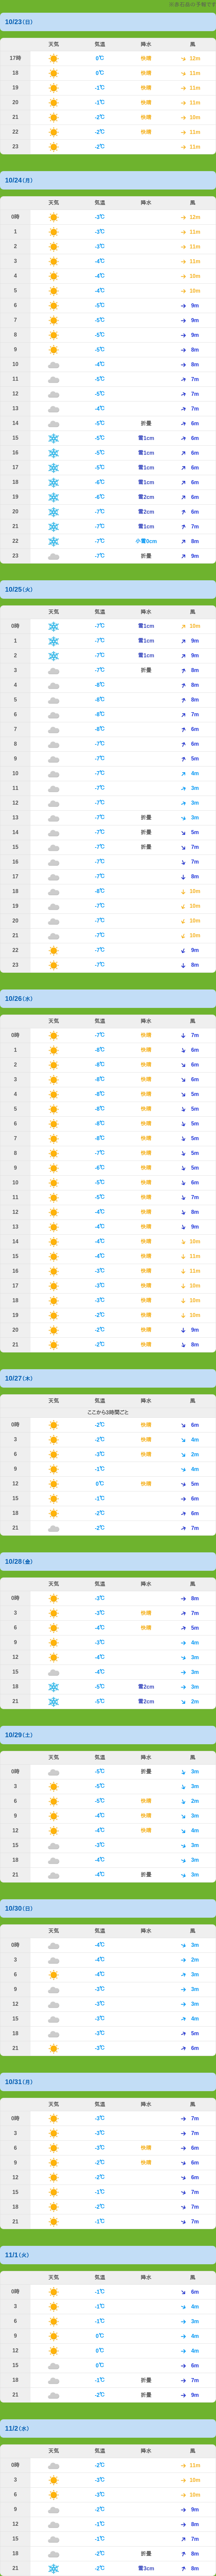 10/23(日)
天気 気温 降水 風
17時 0℃ 快晴 12m
18 0℃ 快晴 11m
19 -1℃ 快晴 11m
20 -1℃ 快晴 11m
21 -2℃ 快晴 10m
22 -2℃ 快晴 11m
23 -2℃ 11m
10/24(月)
天気 気温 降水 風
0時 -3℃ 12m
1 -3℃ 11m
2 -3℃ 11m
3 -4℃ 11m
4 -4℃ 10m
5 -4℃ 10m
6 -5℃ 9m
7 -5℃ 9m
8 -5℃ 9m
9 -5℃ 8m
10 -4℃ 8m
11 -5℃ 7m
12 -5℃ 7m
13 -4℃ 7m
14 -5℃ 折曇 6m
15 -5℃ 雪1cm 6m
16 -5℃ 雪1cm 6m
17 -5℃ 雪1cm 6m
18 -6℃ 雪1cm 6m
19 -6℃ 雪2cm 6m
20 -7℃ 雪2cm 6m
21 -7℃ 雪1cm 7m
22 -7℃ 小雪0cm 8m
23 -7℃ 折曇 9m
10/25(火)
天気 気温 降水 風
0時 -7℃ 雪1cm 10m
1 -7℃ 雪1cm 9m
2 -7℃ 雪1cm 9m
3 -7℃ 折曇 8m
4 -8℃ 8m
5 -8℃ 8m
6 -8℃ 7m
7 -8℃ 6m
8 -7℃ 6m
9 -7℃ 5m
10 -7℃ 4m
11 -7℃ 3m
12 -7℃ 3m
13 -7℃ 折曇 3m
14 -7℃ 折曇 5m
15 -7℃ 折曇 7m
16 -7℃ 7m
17 -7℃ 8m
18 -8℃ 10m
19 -7℃ 10m
20 -7℃ 10m
21 -7℃ 10m
22 -7℃ 9m
23 -7℃ 8m
10/26(水)
天気 気温 降水 風
0時 -7℃ 快晴 7m
1 -8℃ 快晴 6m
2 -8℃ 快晴 6m
3 -8℃ 快晴 6m
4 -8℃ 快晴 5m
5 -8℃ 快晴 5m
6 -8℃ 快晴 5m
7 -8℃ 快晴 5m
8 -7℃ 快晴 5m
9 -6℃ 快晴 5m
10 -5℃ 快晴 6m
11 -5℃ 快晴 7m
12 -4℃ 快晴 8m
13 -4℃ 快晴 9m
14 -4℃ 快晴 10m
15 -4℃ 快晴 11m
16 -3℃ 快晴 11m
17 -3℃ 快晴 10m
18 -3℃ 快晴 10m
19 -2℃ 快晴 10m
20 -2℃ 快晴 9m
21 -2℃ 快晴 8m
10/27(木)
天気 気温 降水 風
ここから3時間ごと
0時 -2℃ 快晴 6m
3 -2℃ 快晴 4m
6 -3℃ 快晴 2m
9 -1℃ 4m
12 0℃ 快晴 5m
15 -1℃ 6m
18 -2℃ 6m
21 -2℃ 7m
10/28(金)
天気 気温 降水 風
0時 -3℃ 8m
3 -3℃ 快晴 7m
6 -4℃ 快晴 5m
9 -3℃ 4m
12 -4℃ 3m
15 -4℃ 3m
18 -5℃ 雪2cm 3m
21 -5℃ 雪2cm 2m
10/29(土)
天気 気温 降水 風
0時 -5℃ 折曇 3m
3 -5℃ 3m
6 -5℃ 快晴 2m
9 -4℃ 快晴 3m
12 -4℃ 快晴 4m
15 -3℃ 3m
18 -4℃ 3m
21 -4℃ 折曇 3m
10/30(日)
天気 気温 降水 風
0時 -4℃ 3m
3 -4℃ 2m
6 -4℃ 3m
9 -3℃ 3m
12 -3℃ 3m
15 -3℃ 4m
18 -3℃ 5m
21 -3℃ 6m
10/31(月)
天気 気温 降水 風
0時 -3℃ 7m
3 -3℃ 7m
6 -3℃ 快晴 6m
9 -2℃ 快晴 6m
12 -2℃ 6m
15 -1℃ 7m
18 -2℃ 7m
21 -1℃ 7m
11/1(火)
天気 気温 降水 風
0時 -1℃ 6m
3 -1℃ 4m
6 -1℃ 3m
9 0℃ 4m
12 0℃ 4m
15 0℃ 6m
18 -1℃ 折曇 7m
21 -2℃ 折曇 9m
11/2(水)
天気 気温 降水 風
0時 -2℃ 11m
3 -3℃ 10m
6 -3℃ 10m
9 -2℃ 9m
12 -1℃ 8m
15 -1℃ 7m
18 -2℃ 折曇 8m
21 -2℃ 雪3cm 8m